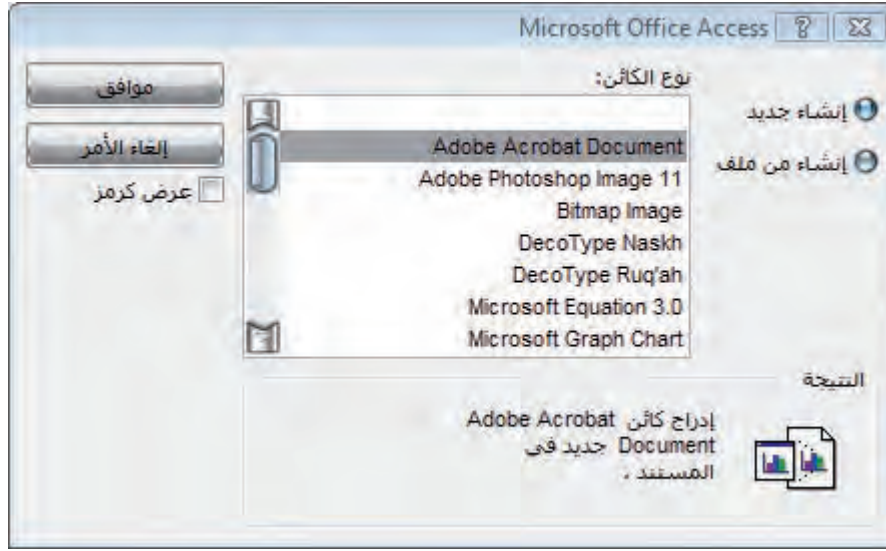 Microsoft Office Access
نوع الكائن:
إنشاء جديد
إنشاء من ملف
Adobe Acrobat Document
Adobe Photoshop Image 11
Bitmap Image
DecoType Naskh
DecoType Ruq'ah
Microsoft Equation 3.0
Microsoft Graph Chart
موافق
إلغاء الأمر
عرض كرمز
النتيجة
إدراج كائن Adobe Acrobat
Document جديد في
المستند .